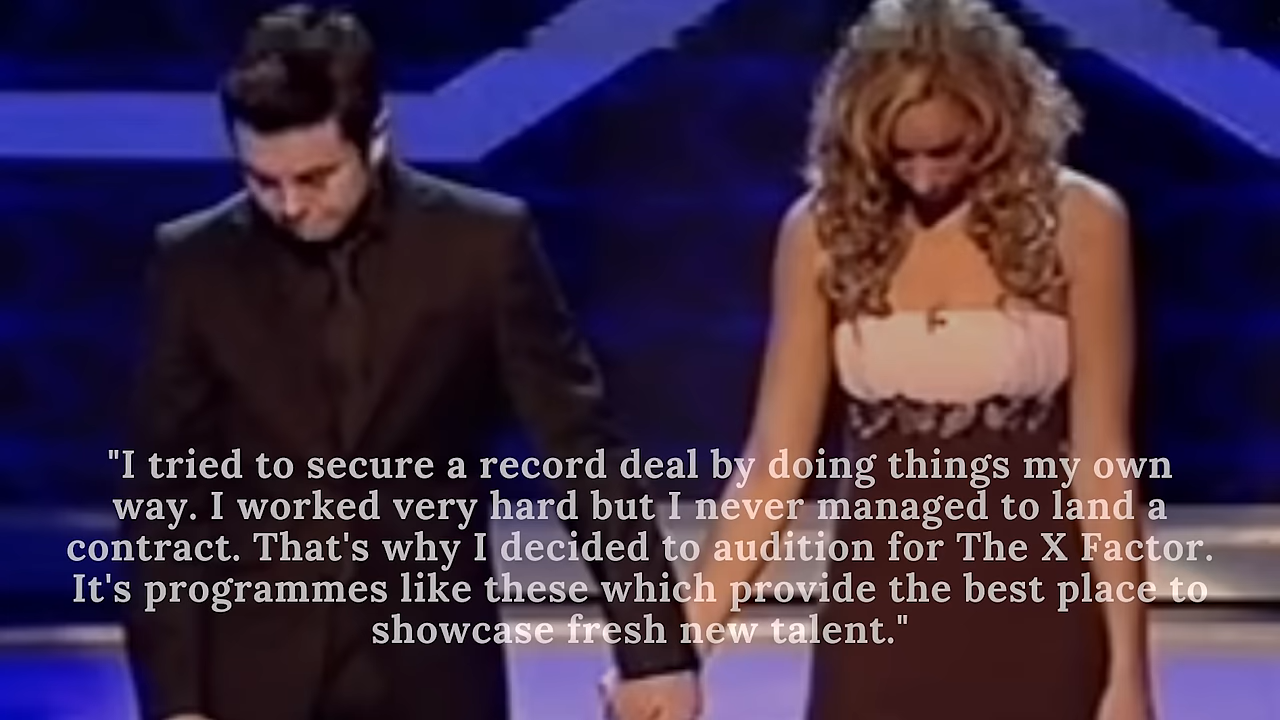 "I tried to secure a record deal by doing things my own
way. I worked very hard but I never managed to land a
contract. That's why I decided to audition for The X Factor.
It's programmes like these which provide the best place to
showcase fresh new talent."